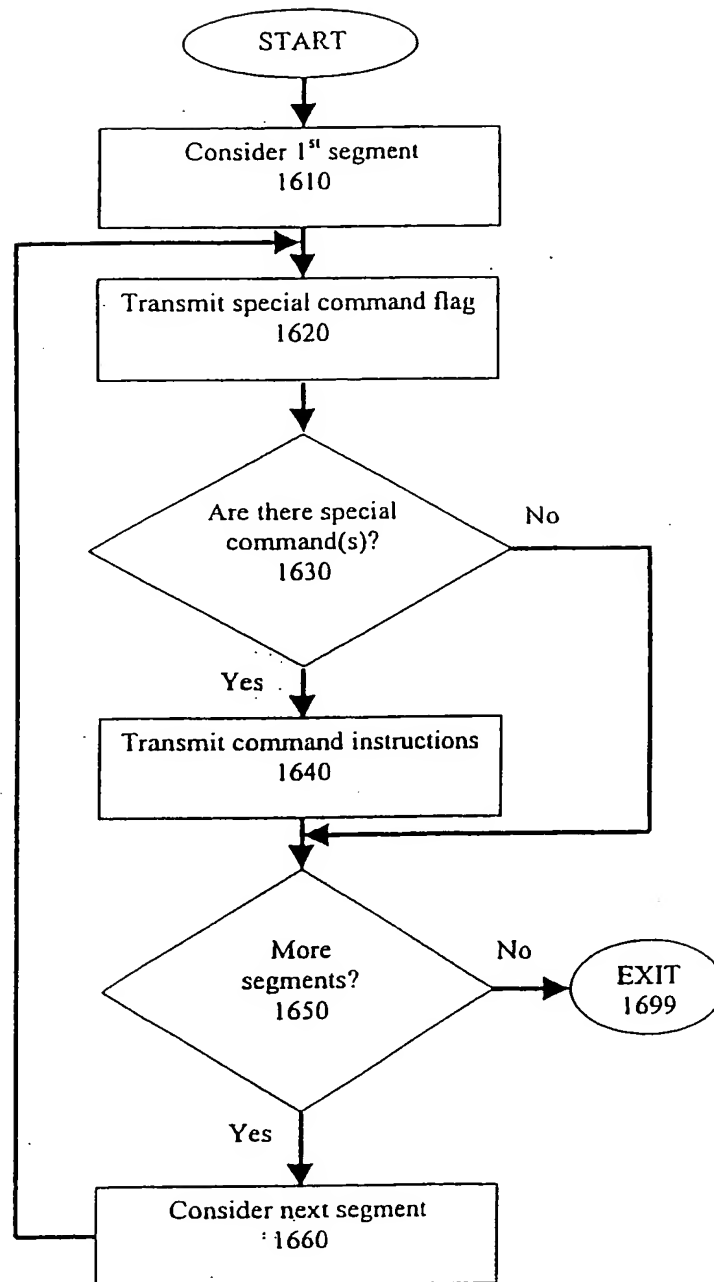 START
Consider 1st segment
1610
Transmit special command flag
1620
Are there special
command(s)?
1630
No
Yes
Transmit command instructions
1640
More
segments?
1650
No
EXIT
1699
Yes
Consider next segment
1660